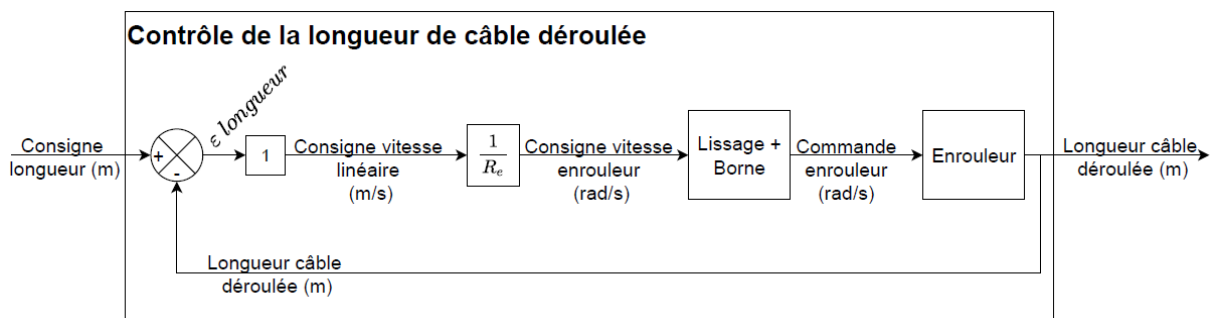 Contrôle de la longueur de câble déroulée
Consigne
longueur (m)
+
-
ε longueur
1
Consigne vitesse
linéaire
(m/s)
1
R_e
Consigne vitesse
enrouleur
(rad/s)
Lissage +
Borne
Commande
enrouleur
(rad/s)
Enrouleur
Longueur câble
déroulée (m)
Longueur câble
déroulée (m)